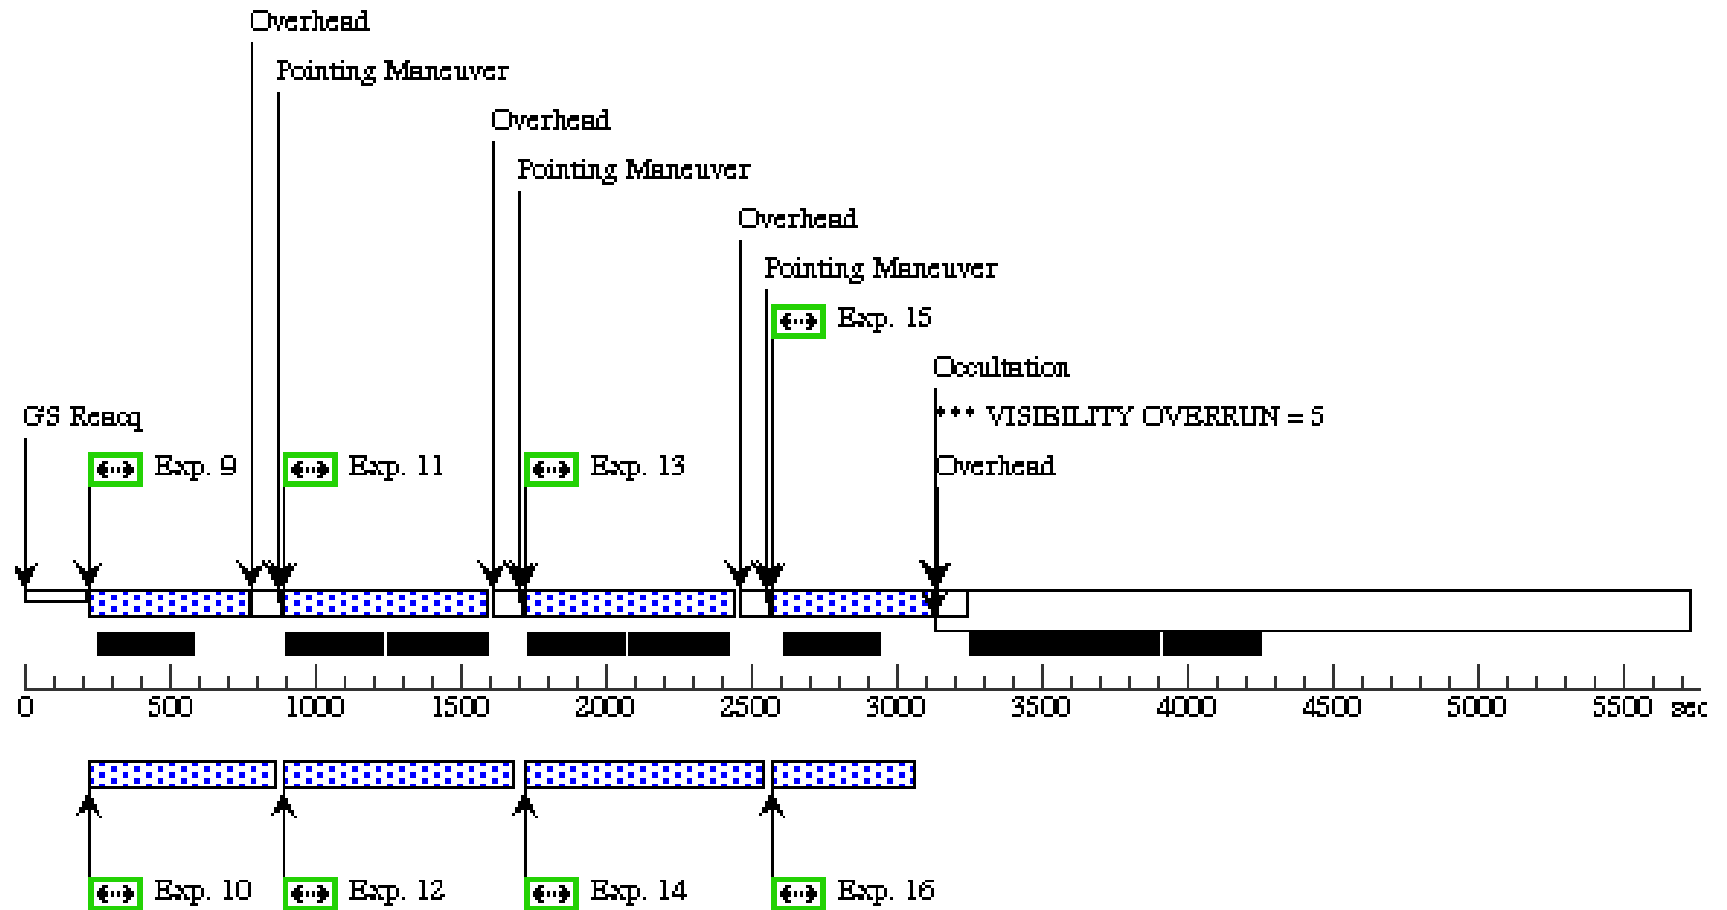 Overhead
Pointing Maneuver
Overhead
Pointing Maneuver
Overhead
Pointing Maneuver
Exp. 15
Occultation
GS Reacq
*** VISIBILITY OVERRUN = 5
Exp. 9
Exp. 11
Exp. 13
Overhead
0 500 1000 1500 2000 2500 3000 3500 4000 4500 5000 5500 sec
Exp. 10
Exp. 12
Exp. 14
Exp. 16